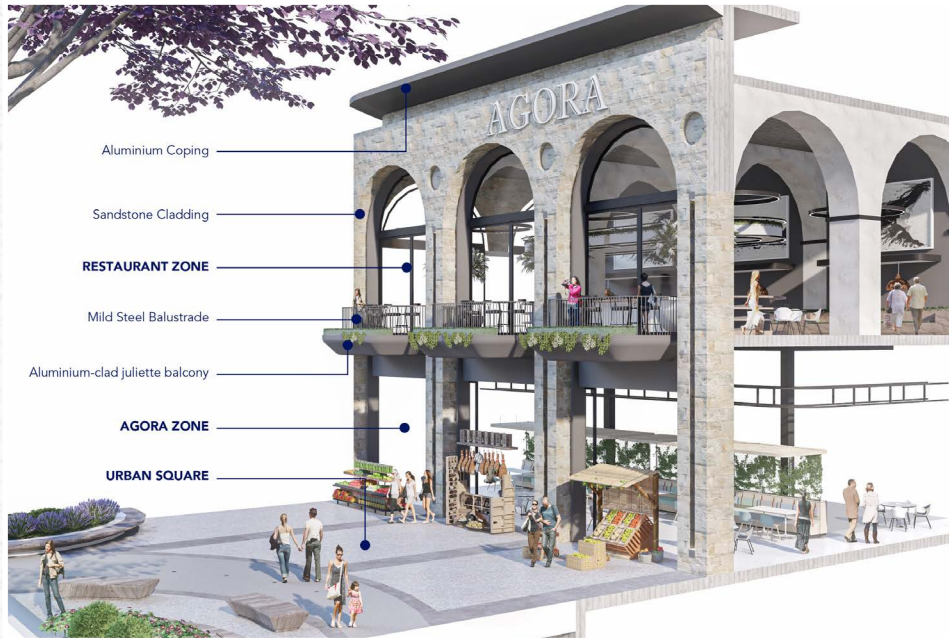 AGORA
Aluminium Coping
Sandstone Cladding
RESTAURANT ZONE
Mild Steel Balustrade
Aluminium-clad juliette balcony
AGORA ZONE
URBAN SQUARE